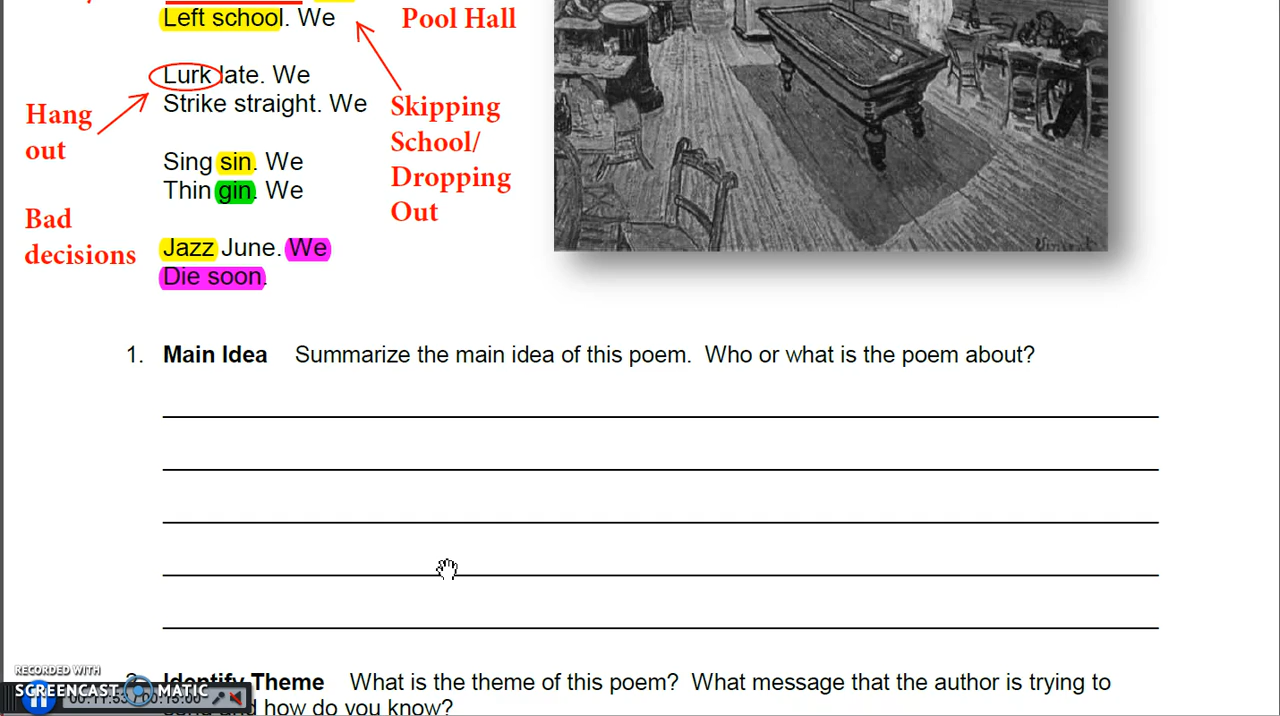 Left school. We
Pool Hall
Lurk late. We
Strike straight. We
Hang
out
Skipping
School/
Dropping
Out
Sing sin. We
Thin gin. We
Bad
decisions
Jazz June. We
Die soon.
1. Main Idea Summarize the main idea of this poem. Who or what is the poem about?
Identify Theme What is the theme of this poem? What message that the author is trying to
and how do you know?
RECORDED WITH
SCREENCAST MATIC
Vincent